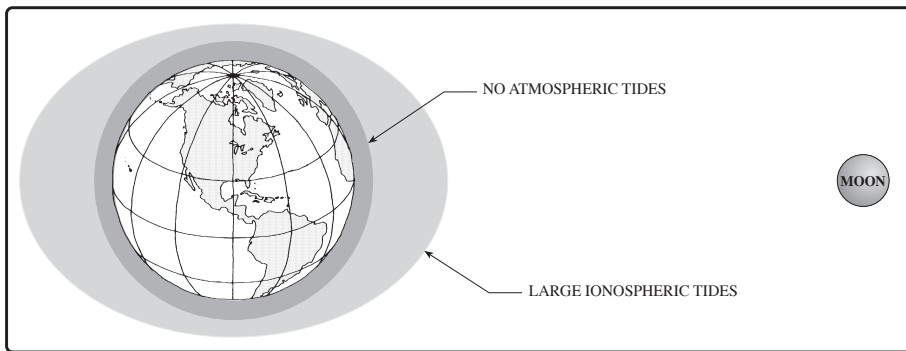 NO ATMOSPHERIC TIDES
MOON
LARGE IONOSPHERIC TIDES